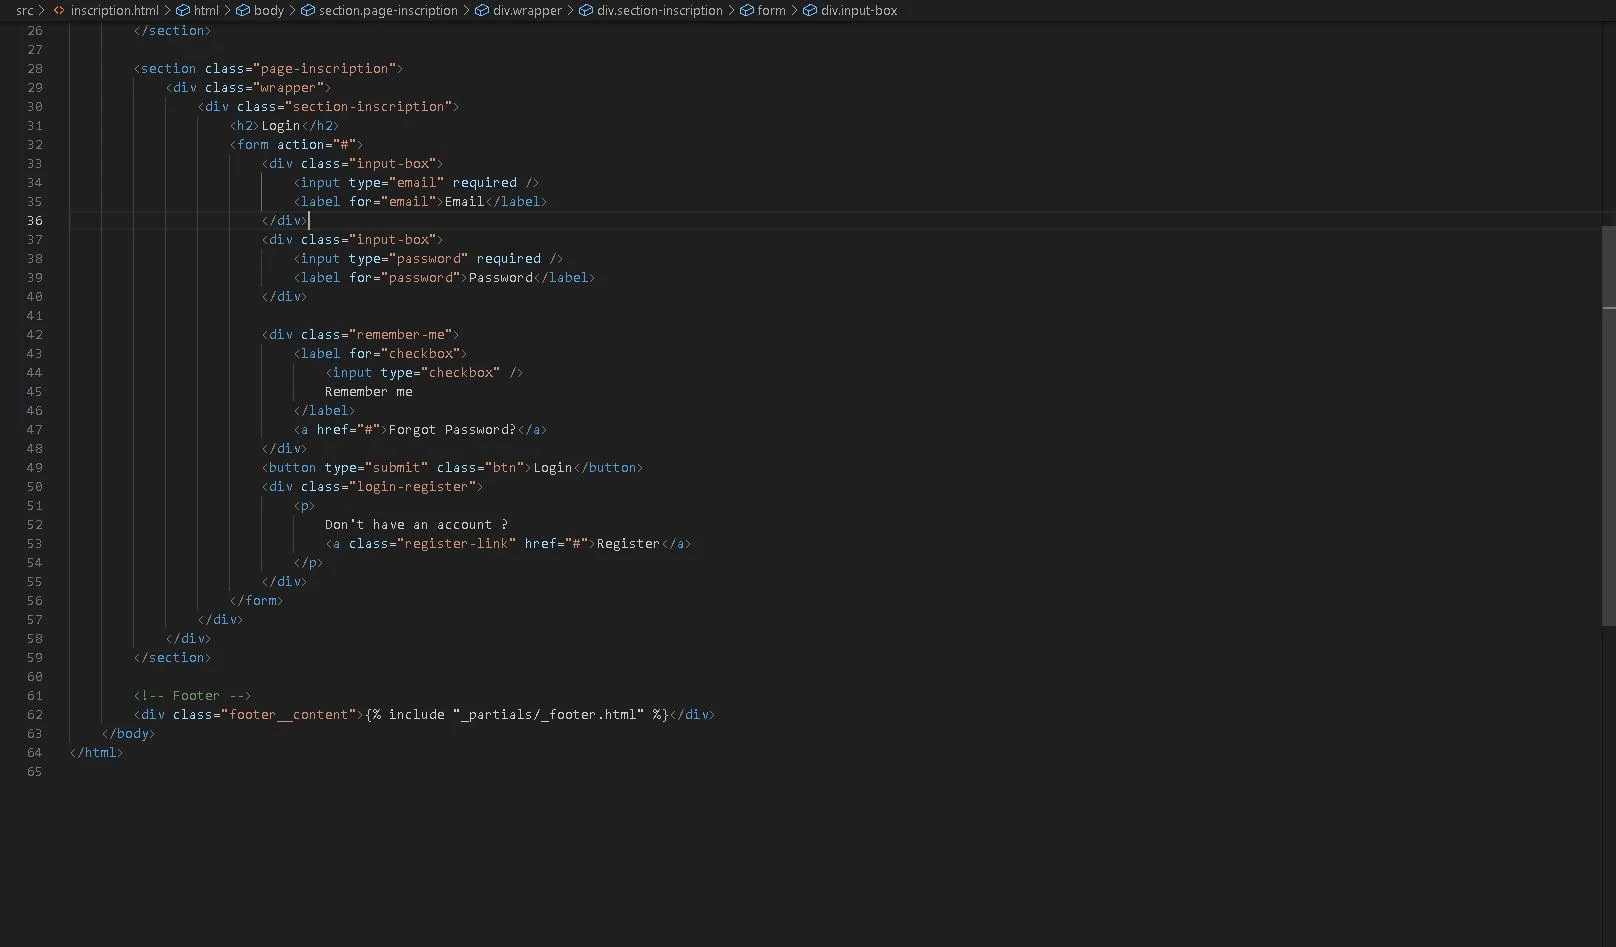 src > inscription.html > html > body > section.page-inscription > div.wrapper > div.section-inscription > form > div.input-box
26 </section>
27
28 <section class="page-inscription">
29 <div class="wrapper">
30 <div class="section-inscription">
31 <h2>Login</h2>
32 <form action="#">
33 <div class="input-box">
34 <input type="email" required />
35 <label for="email">Email</label>
36 </div>
37 <div class="input-box">
38 <input type="password" required />
39 <label for="password">Password</label>
40 </div>
41
42 <div class="remember-me">
43 <label for="checkbox">
44 <input type="checkbox" />
45 Remember me
46 </label>
47 <a href="#">Forgot Password?</a>
48 </div>
49 <button type="submit" class="btn">Login</button>
50 <div class="login-register">
51 <p>
52 Don't have an account ?
53 <a class="register-link" href="#">Register</a>
54 </p>
55 </div>
56 </form>
57 </div>
58 </div>
59 </section>
60
61 <!-- Footer -->
62 <div class="footer__content">{% include "_partials/_footer.html" %}</div>
63 </body>
64 </html>
65